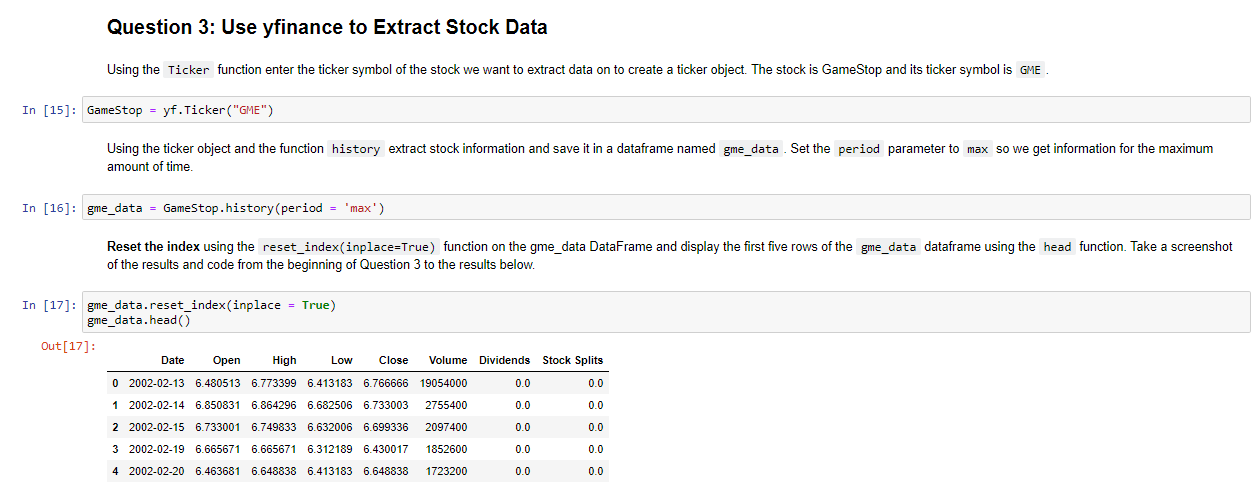 Question 3: Use yfinance to Extract Stock Data
Using the Ticker function enter the ticker symbol of the stock we want to extract data on to create a ticker object. The stock is GameStop and its ticker symbol is GME .
In [15]: GameStop = yf.Ticker("GME")
Using the ticker object and the function history extract stock information and save it in a dataframe named gme_data . Set the period parameter to max so we get information for the maximum
amount of time.
In [16]: gme_data = GameStop.history(period = 'max')
Reset the index using the reset_index(inplace=True) function on the gme_data DataFrame and display the first five rows of the gme_data dataframe using the head function. Take a screenshot
of the results and code from the beginning of Question 3 to the results below.
In [17]: gme_data.reset_index(inplace = True)
gme_data.head()
Out[17]:
Date Open High Low Close Volume Dividends Stock Splits
0 2002-02-13 6.480513 6.773399 6.413183 6.766666 19054000 0.0 0.0
1 2002-02-14 6.850831 6.864296 6.682506 6.733003 2755400 0.0 0.0
2 2002-02-15 6.733001 6.749833 6.632006 6.699336 2097400 0.0 0.0
3 2002-02-19 6.665671 6.665671 6.312189 6.430017 1852600 0.0 0.0
4 2002-02-20 6.463681 6.648838 6.413183 6.648838 1723200 0.0 0.0